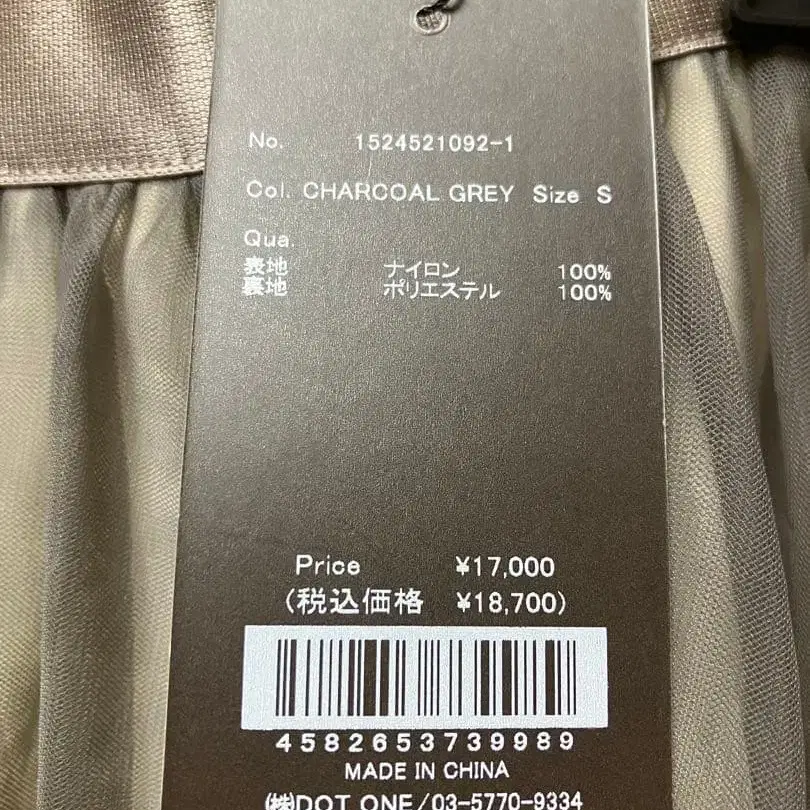 No. 1524521092-1
Col. CHARCOAL GREY Size S
Qua.
表地 ナイロン 100%
裏地 ポリエステル 100%
Price ¥17,000
(税込価格 ¥18,700)
4582653739989
MADE IN CHINA
㈱DOT ONE/03-5770-9334